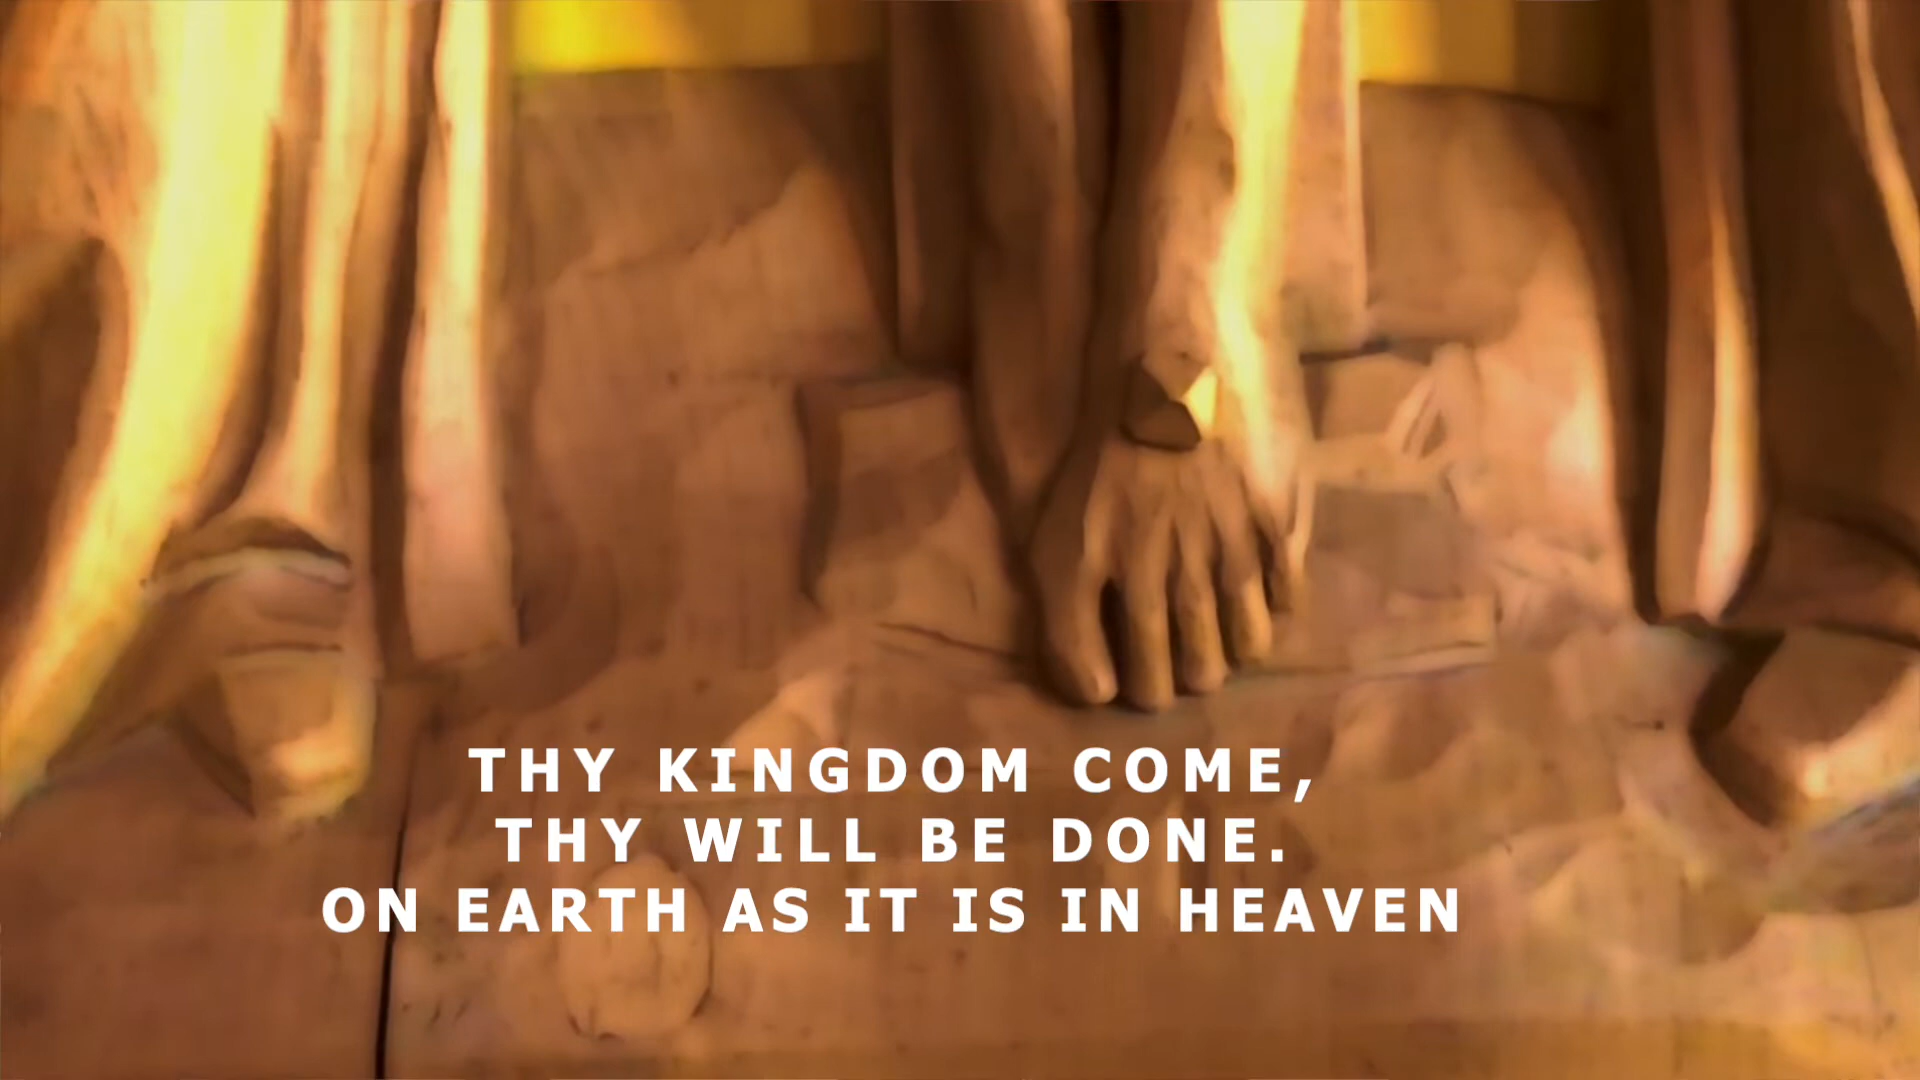 THY KINGDOM COME,
THY WILL BE DONE.
ON EARTH AS IT IS IN HEAVEN